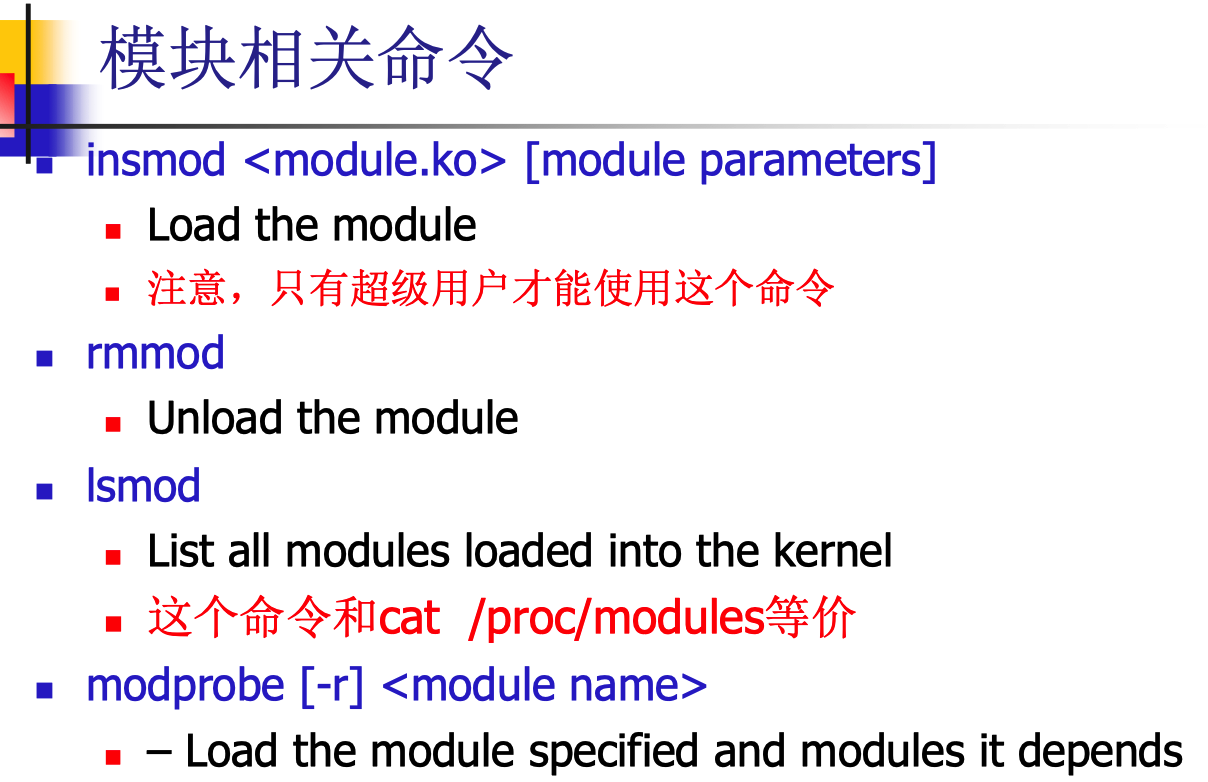 模块相关命令
insmod <module.ko> [module parameters]
Load the module
注意，只有超级用户才能使用这个命令
rmmod
Unload the module
lsmod
List all modules loaded into the kernel
这个命令和cat /proc/modules等价
modprobe [-r] <module name>
– Load the module specified and modules it depends